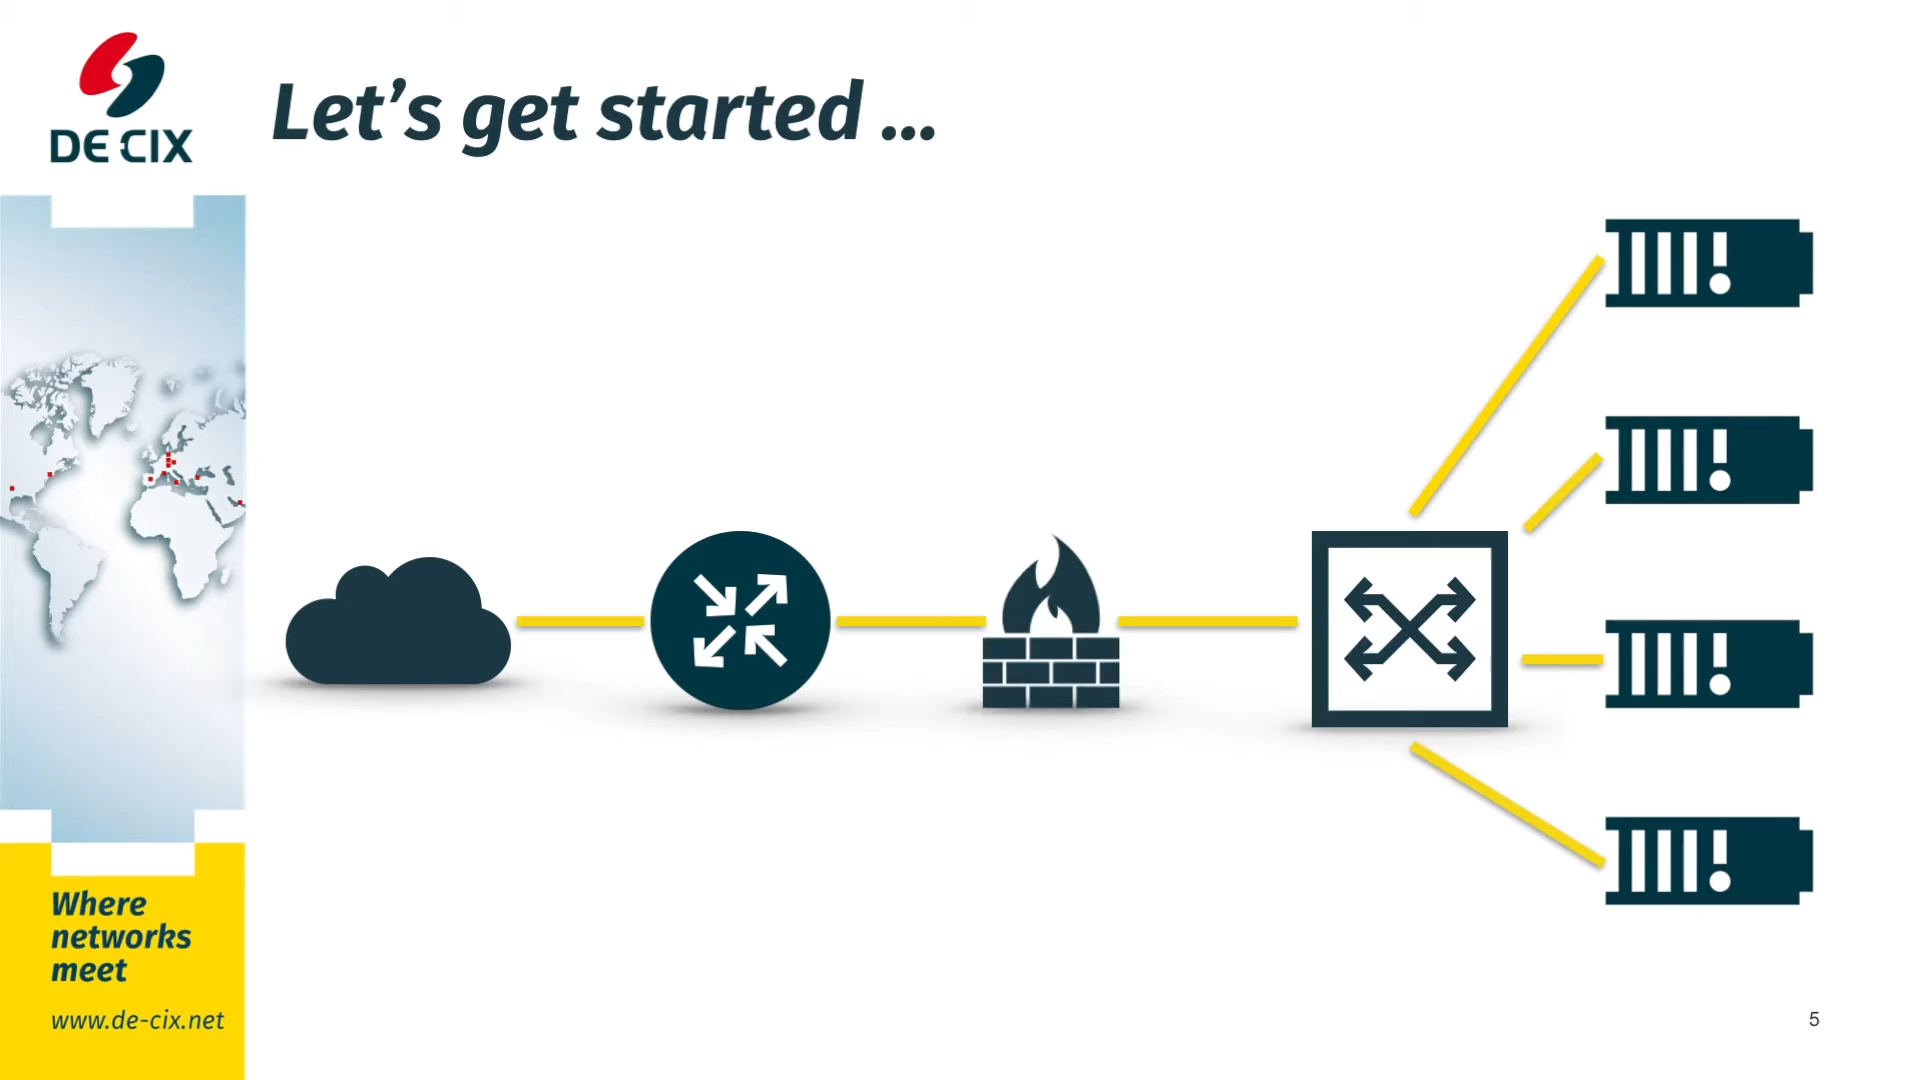 DE CIX
Let's get started ...
Where
networks
meet
www.de-cix.net
5